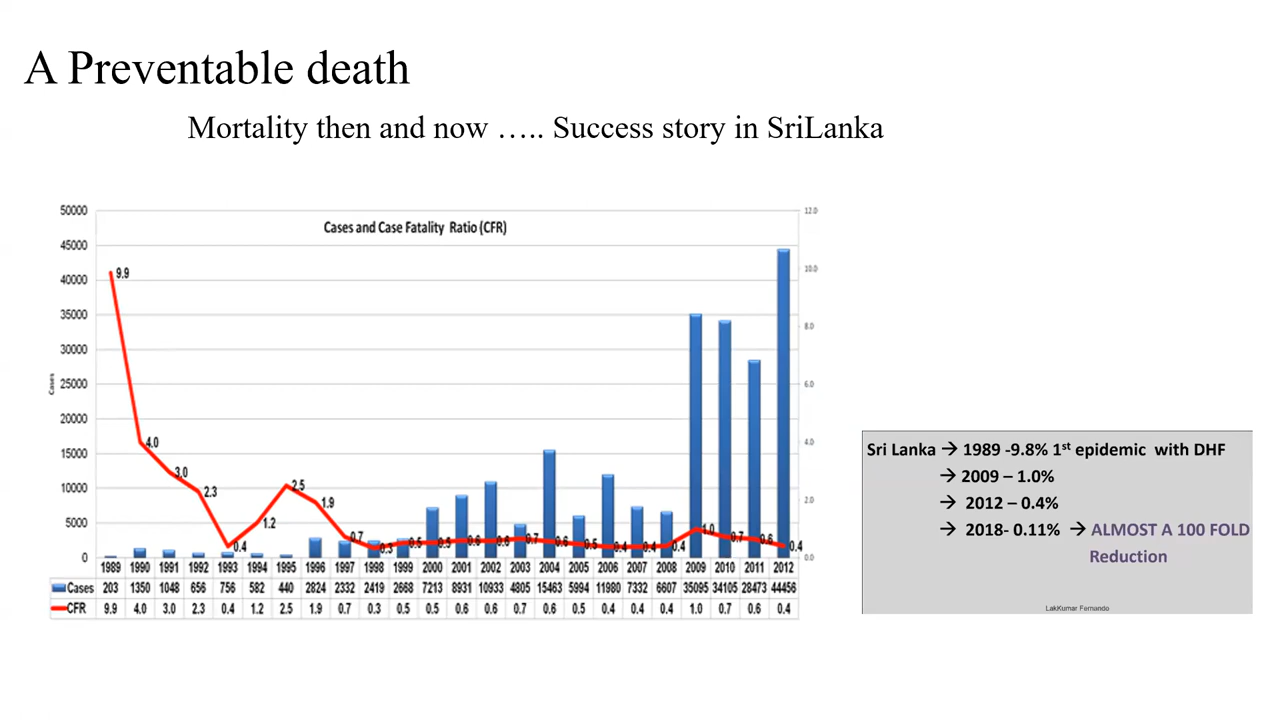 A Preventable death
Mortality then and now ….. Success story in SriLanka
Cases and Case Fatality Ratio (CFR)
50000
45000
40000
35000
30000
25000
20000
15000
10000
5000
0
Cases
12.0
10.0
8.0
6.0
4.0
2.0
0.0
9.9 4.0 3.0 2.3 0.4 1.2 2.5 1.9 0.7 0.3 0.5 0.5 0.6 0.6 0.7 0.6 0.5 0.4 0.4 0.4 1.0 0.7 0.6 0.4
1989 1990 1991 1992 1993 1994 1995 1996 1997 1998 1999 2000 2001 2002 2003 2004 2005 2006 2007 2008 2009 2010 2011 2012
Cases 203 1350 1048 656 756 582 440 2824 2332 2419 2668 7213 8931 10933 4805 15463 5994 11980 7332 6607 35095 34105 28473 44456
CFR 9.9 4.0 3.0 2.3 0.4 1.2 2.5 1.9 0.7 0.3 0.5 0.5 0.6 0.6 0.7 0.6 0.5 0.4 0.4 0.4 1.0 0.7 0.6 0.4
Sri Lanka → 1989 -9.8% 1st epidemic with DHF
→ 2009 – 1.0%
→ 2012 – 0.4%
→ 2018- 0.11% → ALMOST A 100 FOLD
Reduction
LakKumar Fernando